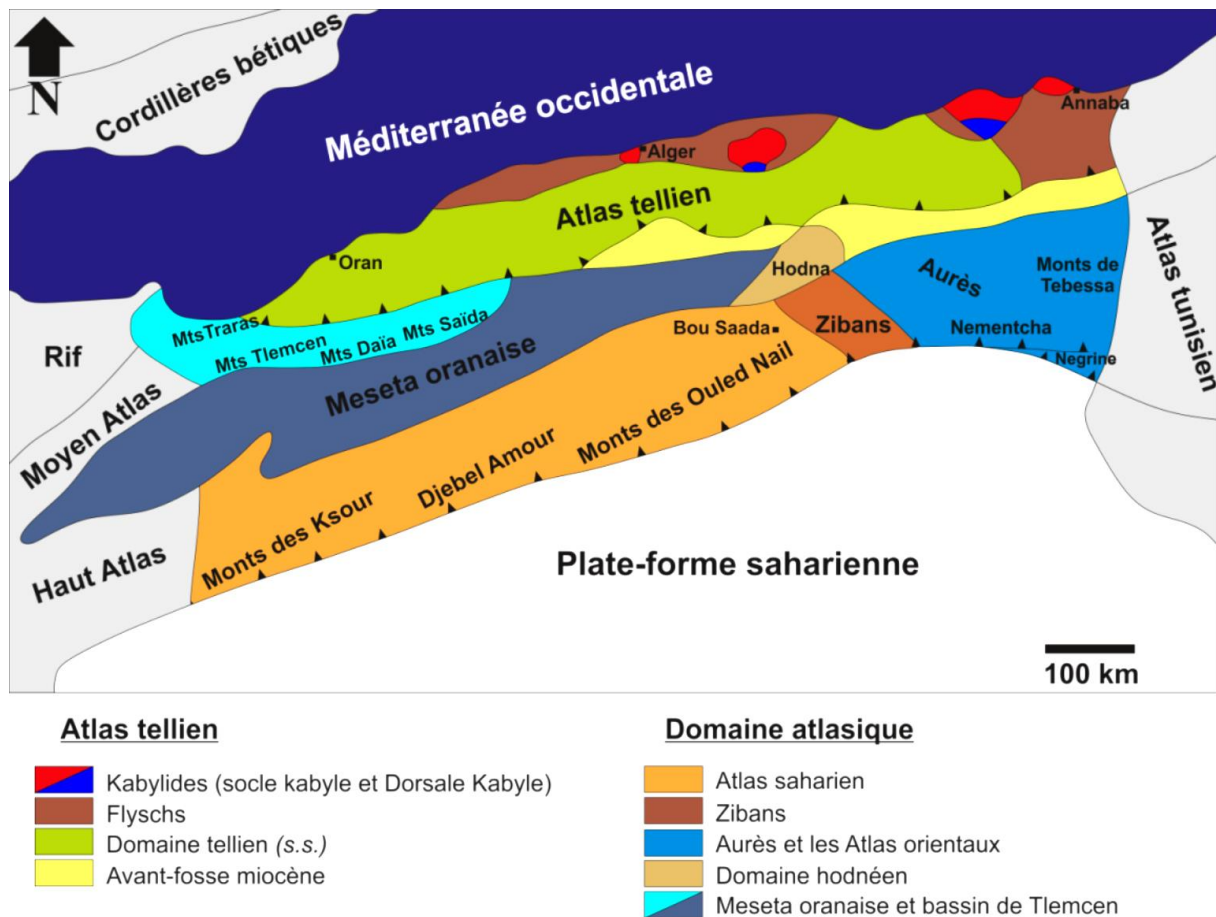 N
Cordillères bétiques
Méditerranée occidentale
Annaba
Alger
Atlas tellien
Oran
Hodna
Aurès
Monts de
Tebessa
Atlas tunisien
Mts Traras
Mts Tlemcen
Mts Daïa
Mts Saïda
Bou Saada
Zibans
Nementcha
Negrine
Rif
Meseta oranaise
Moyen Atlas
Monts des Ouled Nail
Djebel Amour
Monts des Ksour
Haut Atlas
Plate-forme saharienne
100 km
Atlas tellien
Kabylides (socle kabyle et Dorsale Kabyle)
Flyschs
Domaine tellien (s.s.)
Avant-fosse miocène
Domaine atlasique
Atlas saharien
Zibans
Aurès et les Atlas orientaux
Domaine hodnéen
Meseta oranaise et bassin de Tlemcen